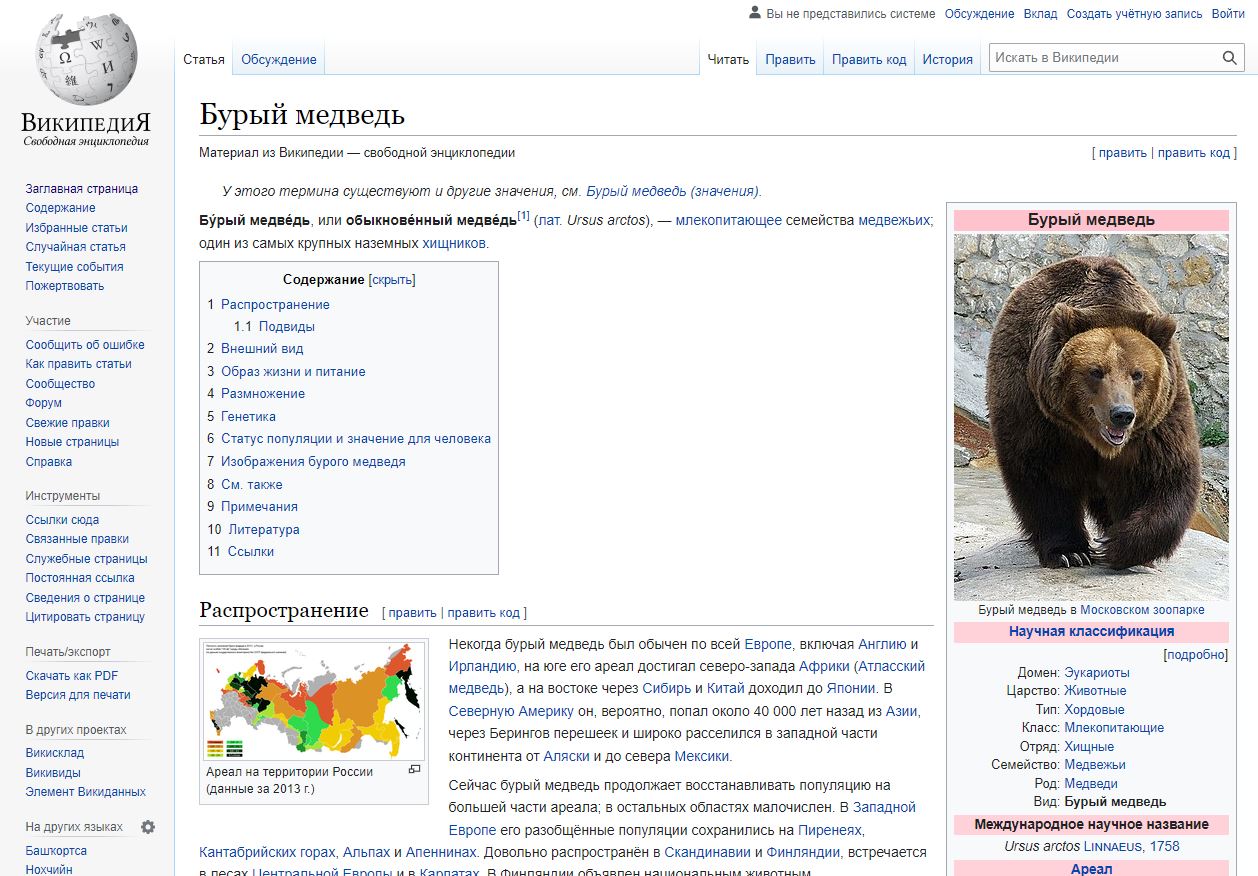 Вы не представились системе Обсуждение Вклад Создать учётную запись Войти
Статья Обсуждение Читать Править Править код История Искать в Википедии
ВИКИПЕДИЯ
Свободная энциклопедия
Заглавная страница
Содержание
Избранные статьи
Случайная статья
Текущие события
Пожертвовать
Участие
Сообщить об ошибке
Как править статьи
Сообщество
Форум
Свежие правки
Новые страницы
Справка
Инструменты
Ссылки сюда
Связанные правки
Служебные страницы
Постоянная ссылка
Сведения о странице
Цитировать страницу
Печать/экспорт
Скачать как PDF
Версия для печати
В других проектах
Викисклад
Викивиды
Элемент Викиданных
На других языках
Башҡортса
Нохчийн
Бурый медведь
Материал из Википедии — свободной энциклопедии [ править | править код ]
У этого термина существуют и другие значения, см. Бурый медведь (значения).
Бу́рый медве́дь, или обыкнове́нный медве́дь[1] (лат. Ursus arctos), — млекопитающее семейства медвежьих;
один из самых крупных наземных хищников.
Содержание [скрыть]
1 Распространение
1.1 Подвиды
2 Внешний вид
3 Образ жизни и питание
4 Размножение
5 Генетика
6 Статус популяции и значение для человека
7 Изображения бурого медведя
8 См. также
9 Примечания
10 Литература
11 Ссылки
Распространение [ править | править код ]
Ареал на территории России
(данные за 2013 г.)
Некогда бурый медведь был обычен по всей Европе, включая Англию и
Ирландию, на юге его ареал достигал северо-запада Африки (Атласский
медведь), а на востоке через Сибирь и Китай доходил до Японии. В
Северную Америку он, вероятно, попал около 40 000 лет назад из Азии,
через Берингов перешеек и широко расселился в западной части
континента от Аляски и до севера Мексики.
Сейчас бурый медведь продолжает восстанавливать популяцию на
большей части ареала; в остальных областях малочислен. В Западной
Европе его разобщённые популяции сохранились на Пиренеях,
Кантабрийских горах, Альпах и Апеннинах. Довольно распространён в Скандинавии и Финляндии, встречается
в лесах Центральной Европы и в Карпатах. В Финляндии объявлен национальным животным.
Бурый медведь
Бурый медведь в Московском зоопарке
Научная классификация
[подробно]
Домен: Эукариоты
Царство: Животные
Тип: Хордовые
Класс: Млекопитающие
Отряд: Хищные
Семейство: Медвежьи
Род: Медведи
Вид: Бурый медведь
Международное научное название
Ursus arctos LINNAEUS, 1758
Ареал